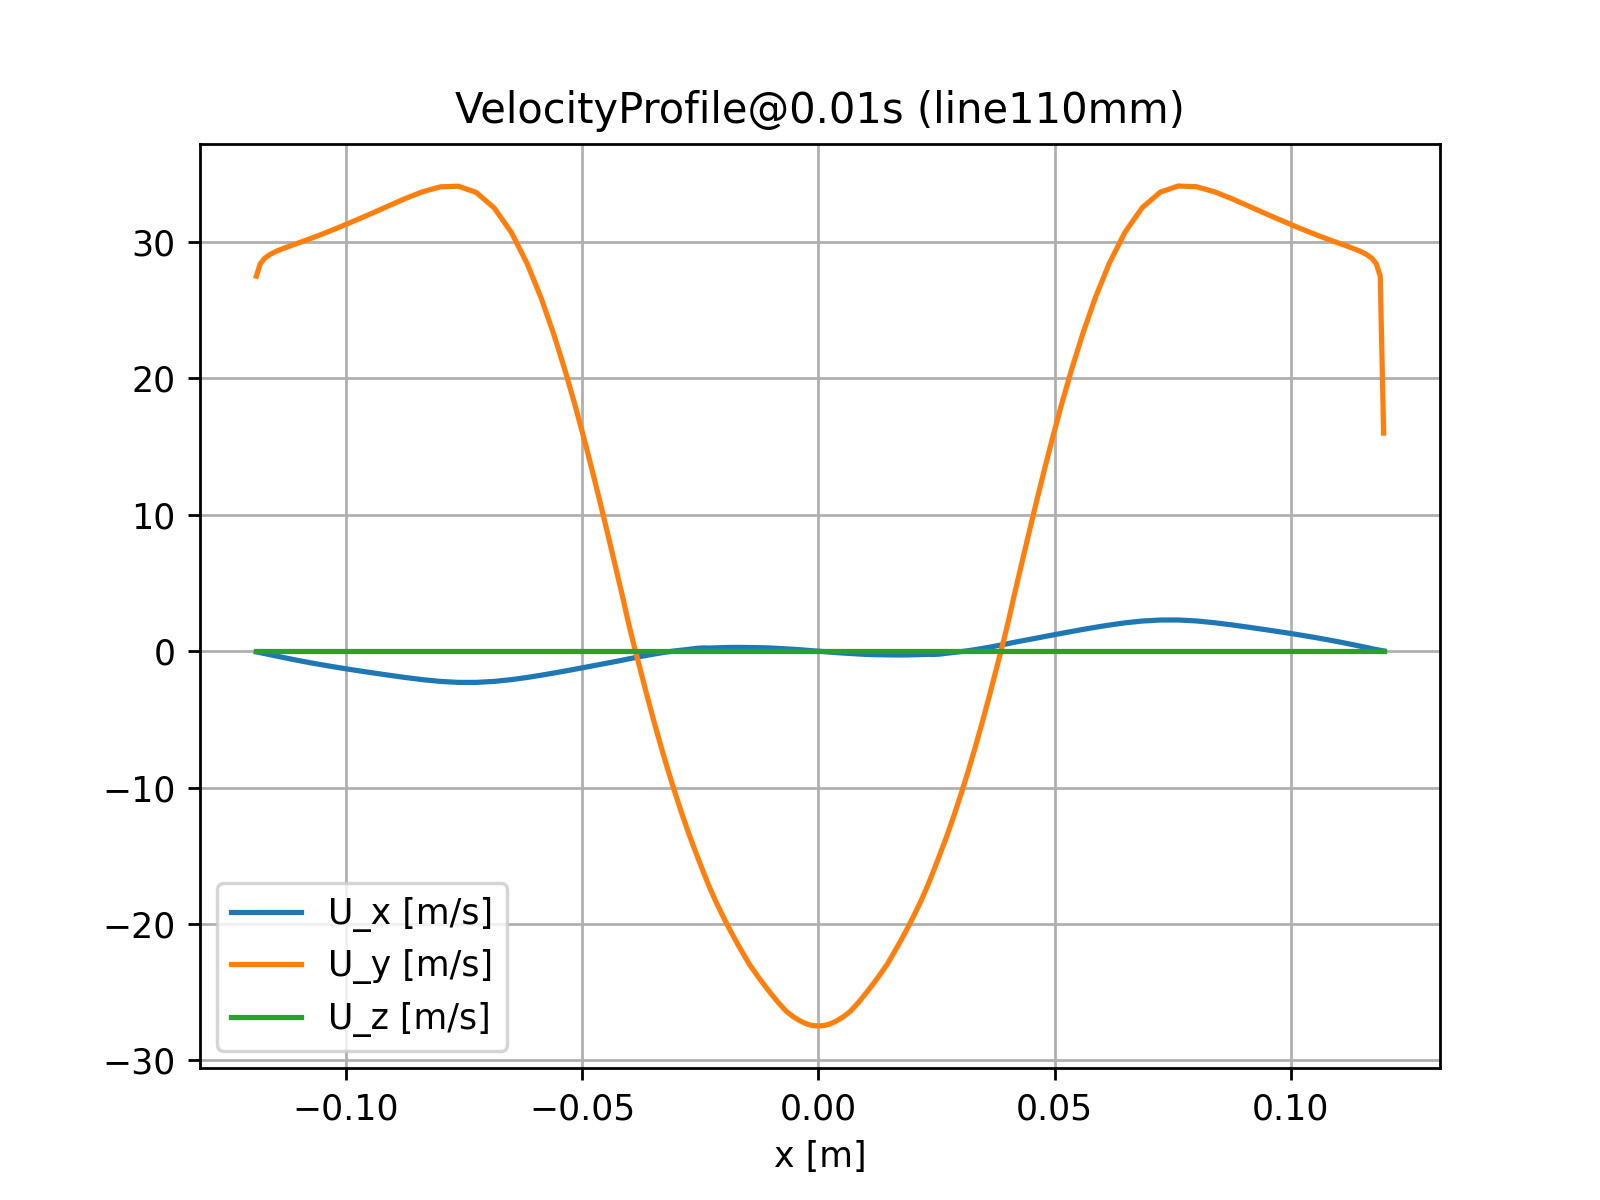 VelocityProfile@0.01s (line110mm)
30
20
10
0
−10
−20
−30
U_x [m/s]
U_y [m/s]
U_z [m/s]
−0.10 −0.05 0.00 0.05 0.10
x [m]